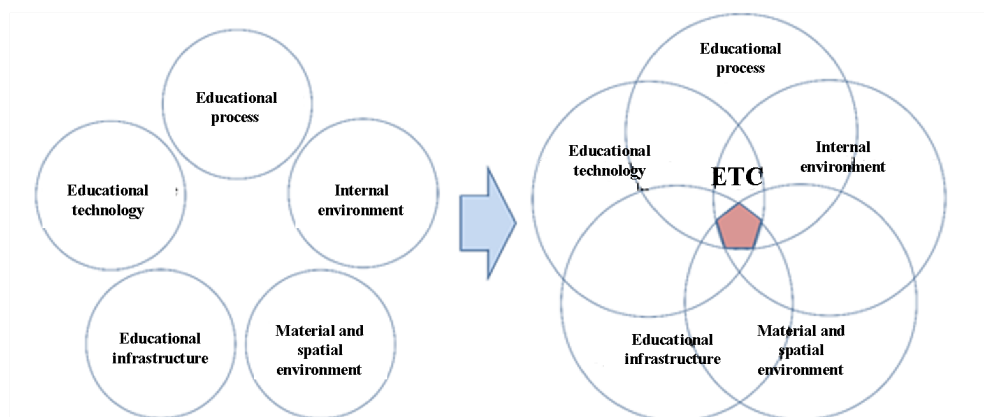 Educational
process
Educational
technology
Internal
environment
Educational
infrastructure
Material and
spatial
environment
Educational
process
Educational
technology
Internal
environment
ETC
Educational
infrastructure
Material and
spatial
environment